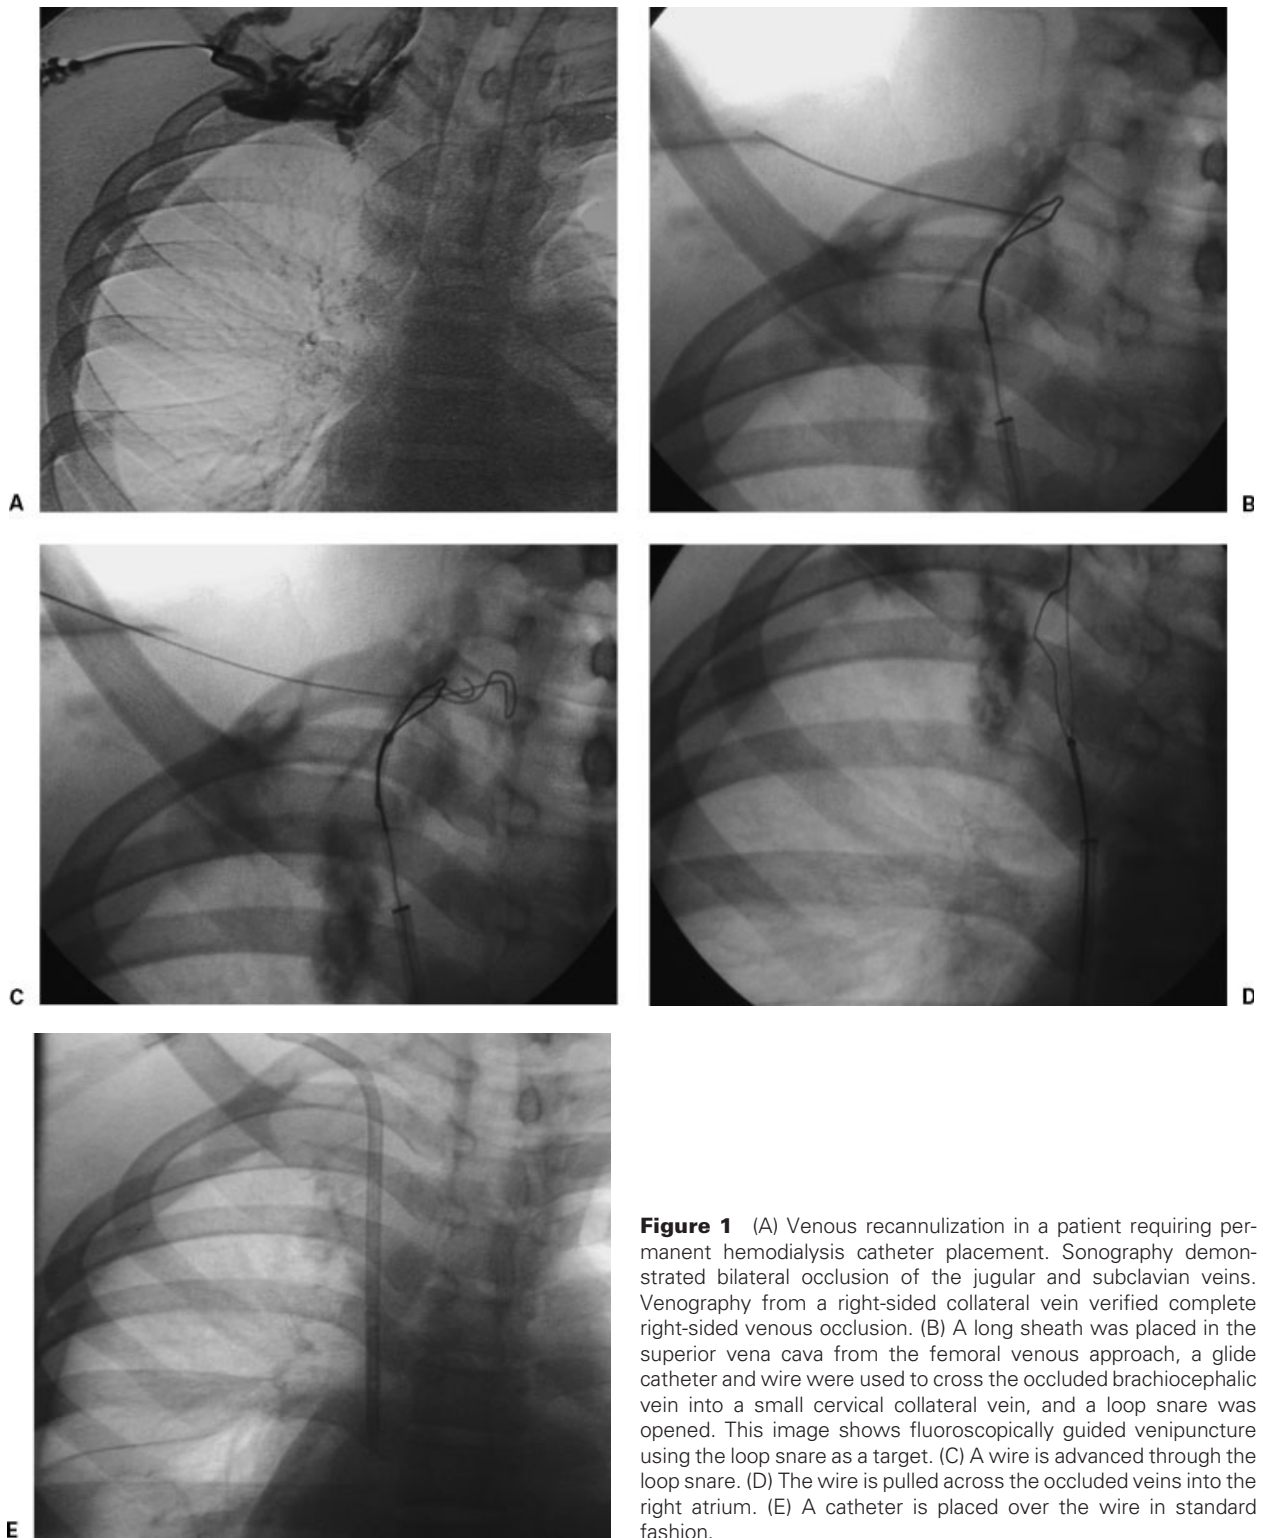 A
B
C
D
E
Figure 1 (A) Venous recannulization in a patient requiring per-
manent hemodialysis catheter placement. Sonography demon-
strated bilateral occlusion of the jugular and subclavian veins.
Venography from a right-sided collateral vein verified complete
right-sided venous occlusion. (B) A long sheath was placed in the
superior vena cava from the femoral venous approach, a glide
catheter and wire were used to cross the occluded brachiocephalic
vein into a small cervical collateral vein, and a loop snare was
opened. This image shows fluoroscopically guided venipuncture
using the loop snare as a target. (C) A wire is advanced through the
loop snare. (D) The wire is pulled across the occluded veins into the
right atrium. (E) A catheter is placed over the wire in standard
fashion.